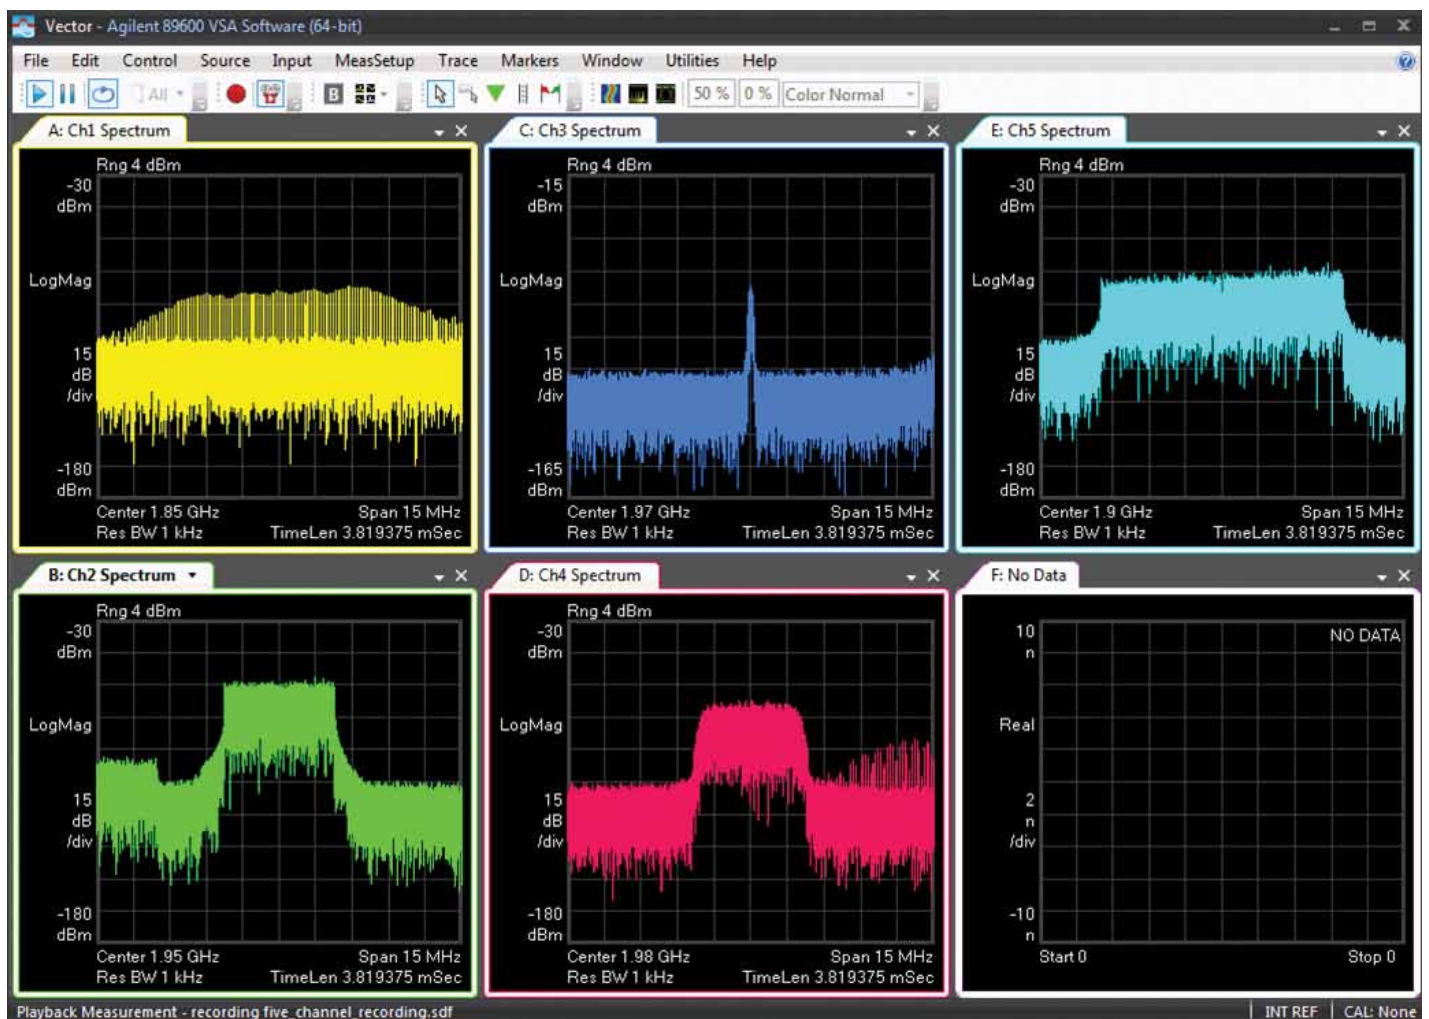 Vector - Agilent 89600 VSA Software (64-bit)
File Edit Control Source Input MeasSetup Trace Markers Window Utilities Help
All B 50 % 0 % Color Normal
A: Ch1 Spectrum
Rng 4 dBm
-30
dBm
LogMag
15
dB
/div
-180
dBm
Center 1.85 GHz Span 15 MHz
Res BW 1 kHz TimeLen 3.819375 mSec
C: Ch3 Spectrum
Rng 4 dBm
-15
dBm
LogMag
15
dB
/div
-165
dBm
Center 1.97 GHz Span 15 MHz
Res BW 1 kHz TimeLen 3.819375 mSec
E: Ch5 Spectrum
Rng 4 dBm
-30
dBm
LogMag
15
dB
/div
-180
dBm
Center 1.9 GHz Span 15 MHz
Res BW 1 kHz TimeLen 3.819375 mSec
B: Ch2 Spectrum
Rng 4 dBm
-30
dBm
LogMag
15
dB
/div
-180
dBm
Center 1.95 GHz Span 15 MHz
Res BW 1 kHz TimeLen 3.819375 mSec
D: Ch4 Spectrum
Rng 4 dBm
-30
dBm
LogMag
15
dB
/div
-180
dBm
Center 1.98 GHz Span 15 MHz
Res BW 1 kHz TimeLen 3.819375 mSec
F: No Data
10
n
NO DATA
Real
2
n
/div
-10
n
Start 0 Stop 0
Playback Measurement - recording five_channel_recording.sdf INT REF CAL: None